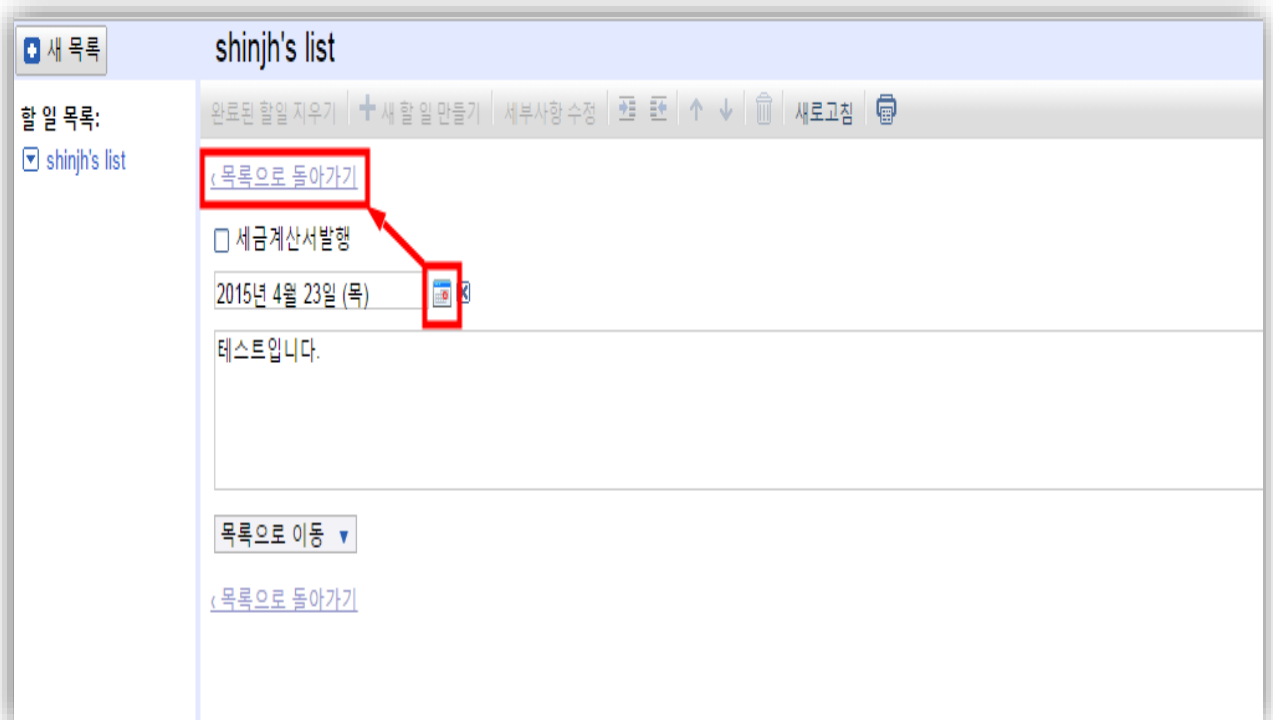 새 목록
shinjh's list
할 일 목록:
shinjh's list
완료된 할일 지우기 새 할 일 만들기 세부사항 수정 새로고침
‹ 목록으로 돌아가기
세금계산서발행
2015년 4월 23일 (목)
테스트입니다.
목록으로 이동
‹ 목록으로 돌아가기